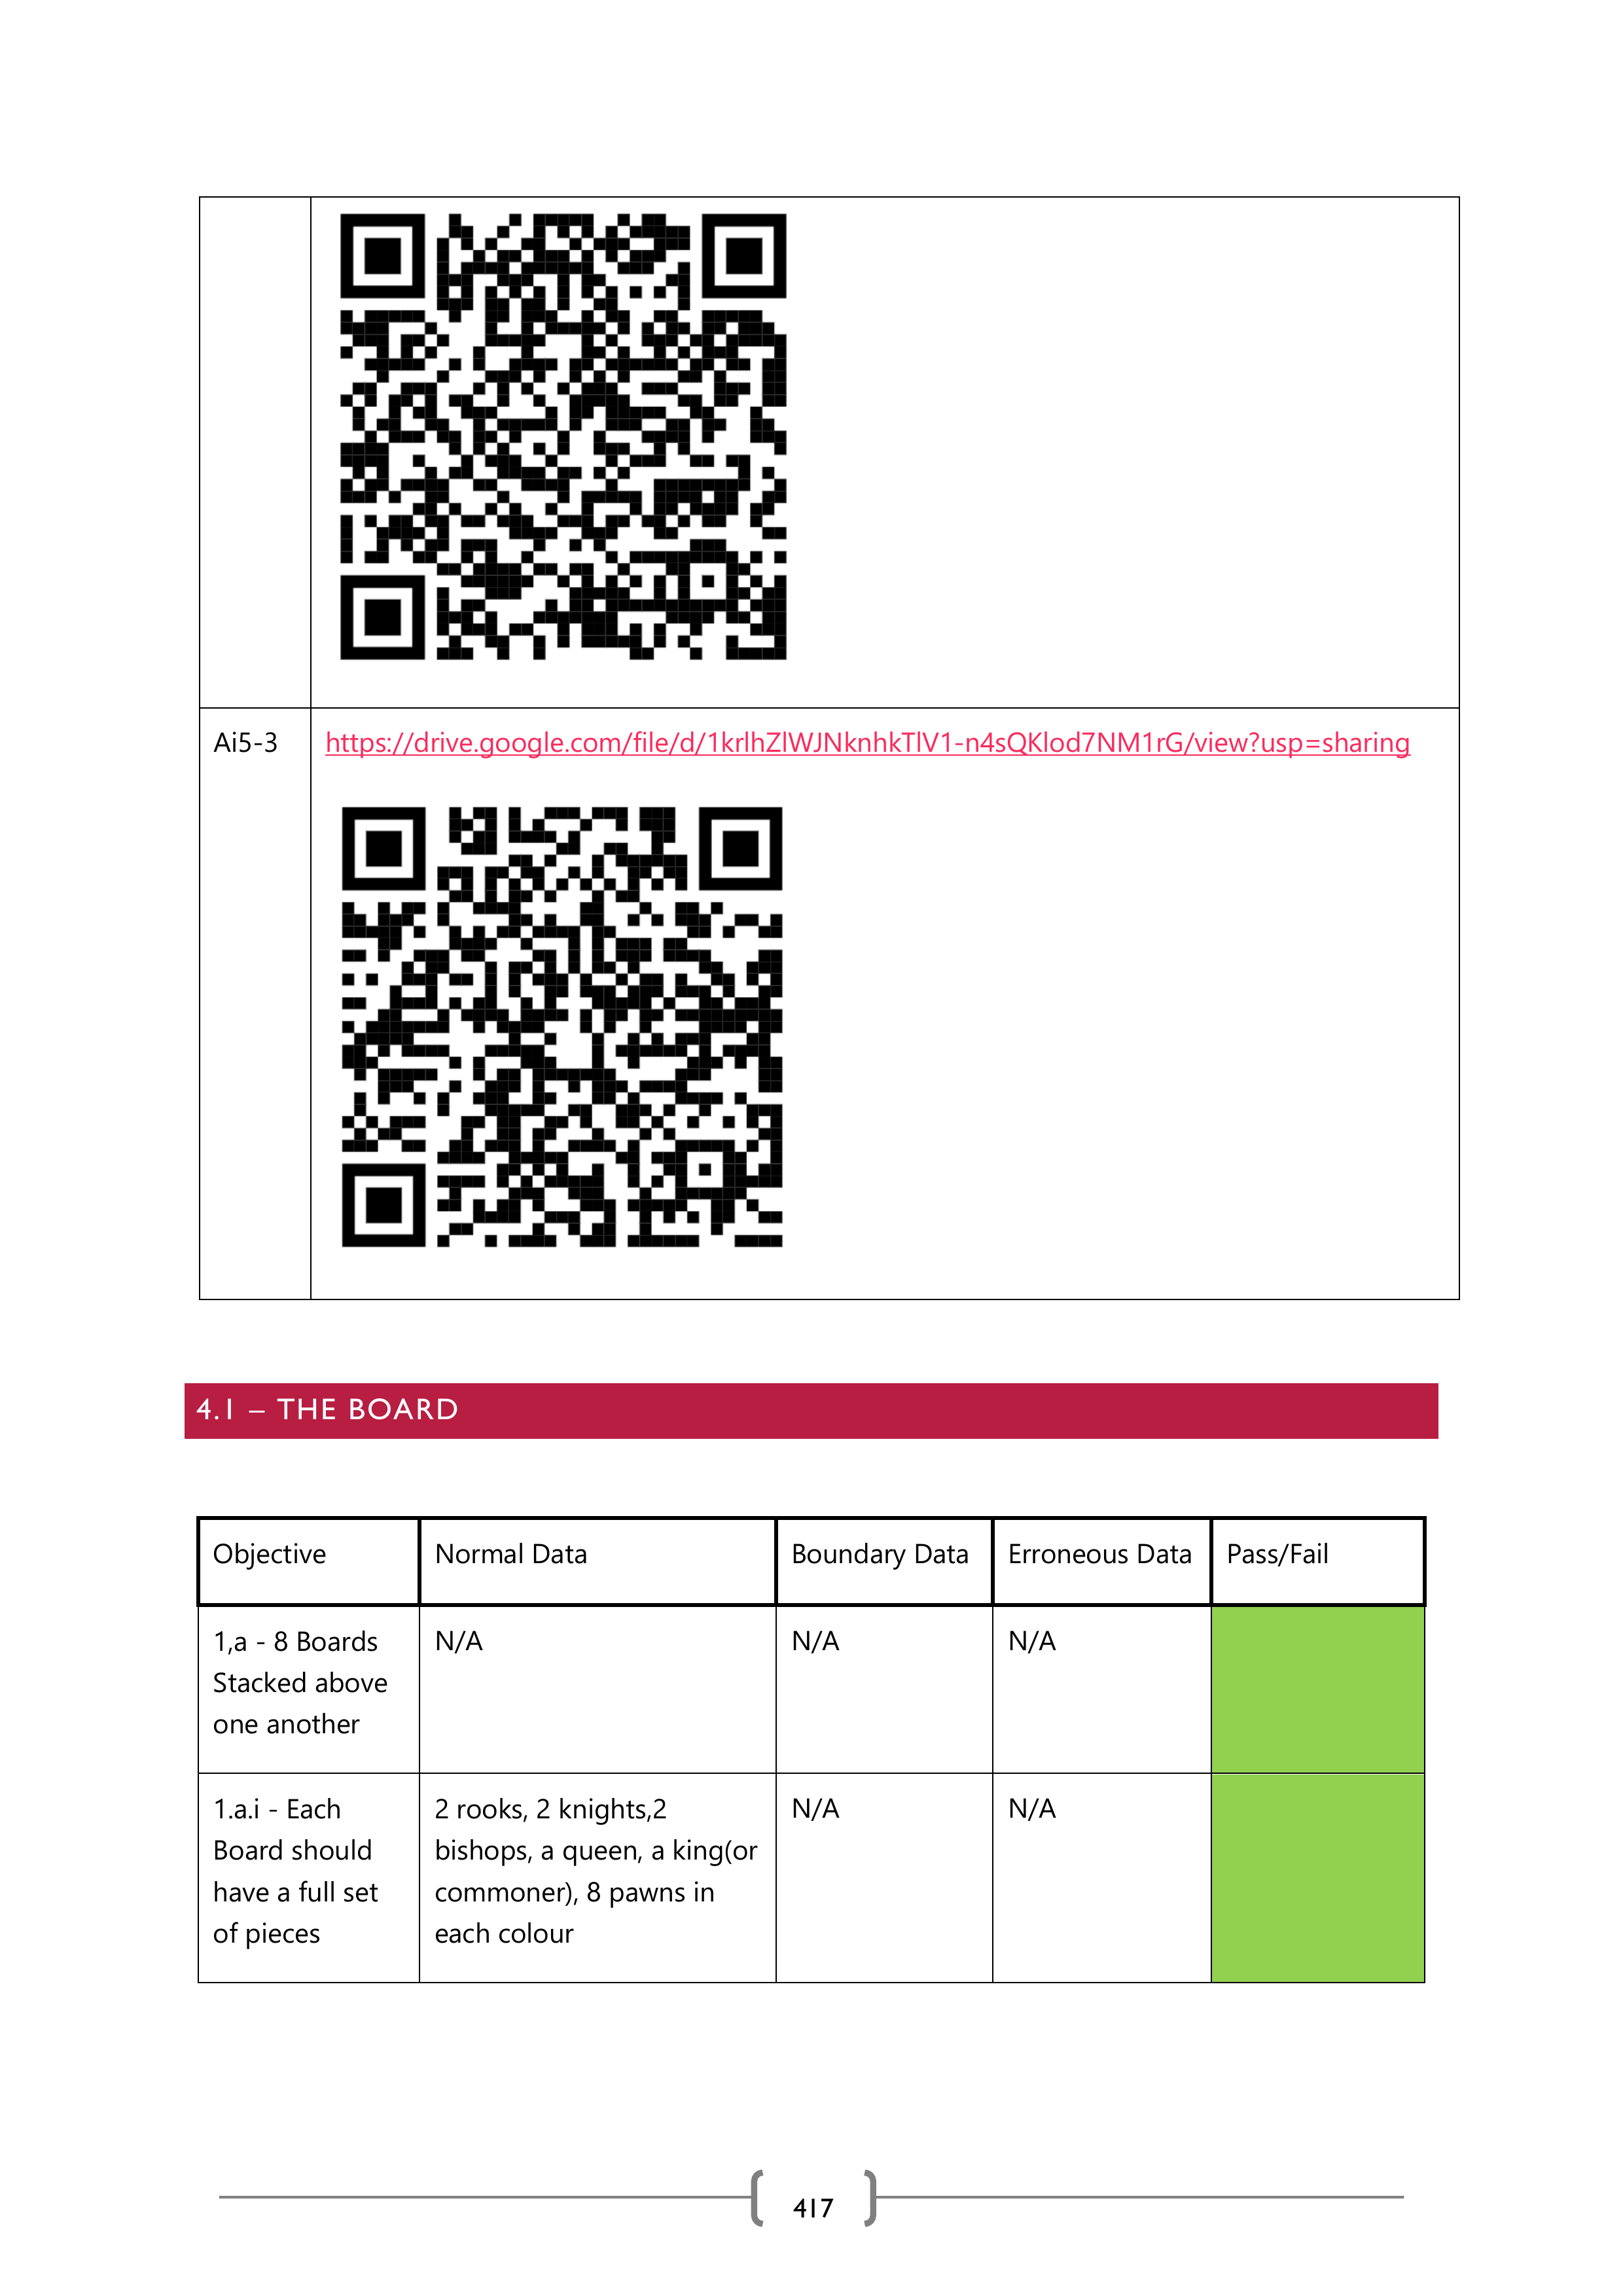 Ai5-3
https://drive.google.com/file/d/1krlhZlWJNknhkTlV1-n4sQKlod7NM1rG/view?usp=sharing
4.1 – THE BOARD
Objective
Normal Data
Boundary Data
Erroneous Data
Pass/Fail
1,a - 8 Boards
Stacked above
one another
N/A
N/A
N/A
1.a.i - Each
Board should
have a full set
of pieces
2 rooks, 2 knights,2
bishops, a queen, a king(or
commoner), 8 pawns in
each colour
N/A
N/A
417